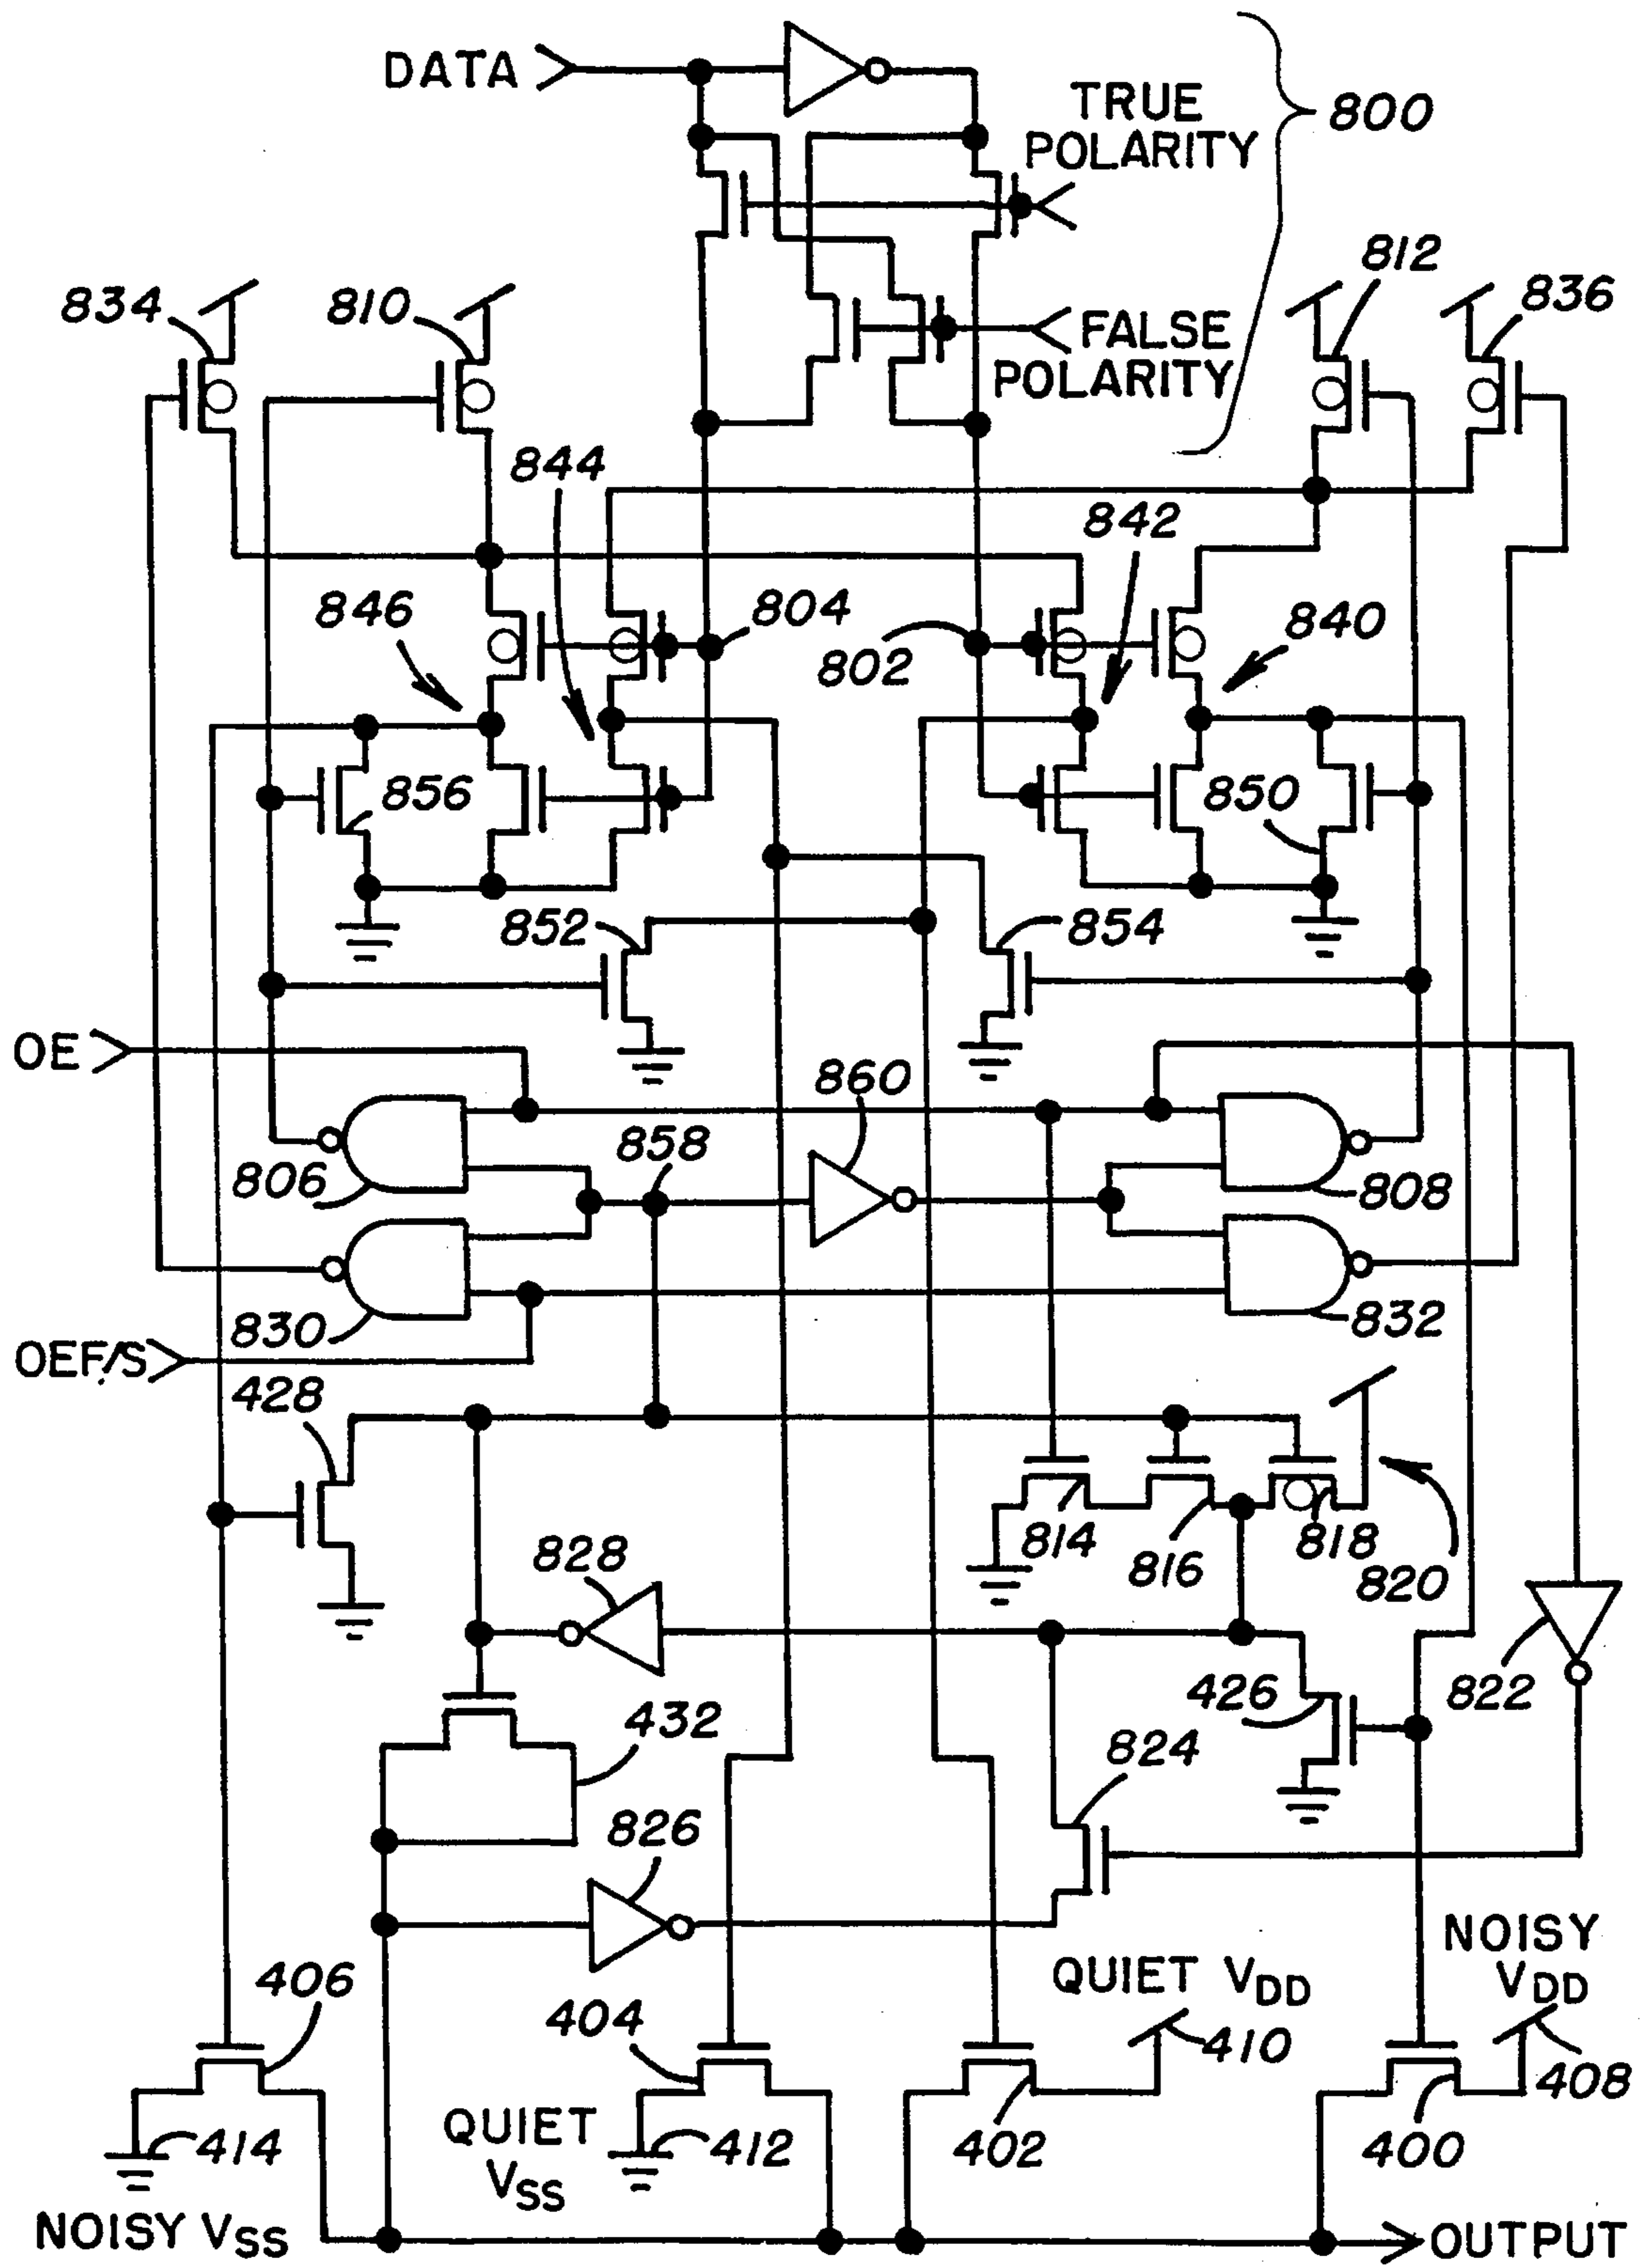 DATA
TRUE
POLARITY
800
812
834
810
836
FALSE
POLARITY
844
842
846
804
840
802
856
850
852
854
OE
860
858
806
808
830
832
OEF/S
428
814
816
818
820
828
822
426
432
824
826
NOISY
VDD
QUIET VDD
406
404
410
408
QUIET
VSS
414
412
402
400
NOISY VSS
OUTPUT